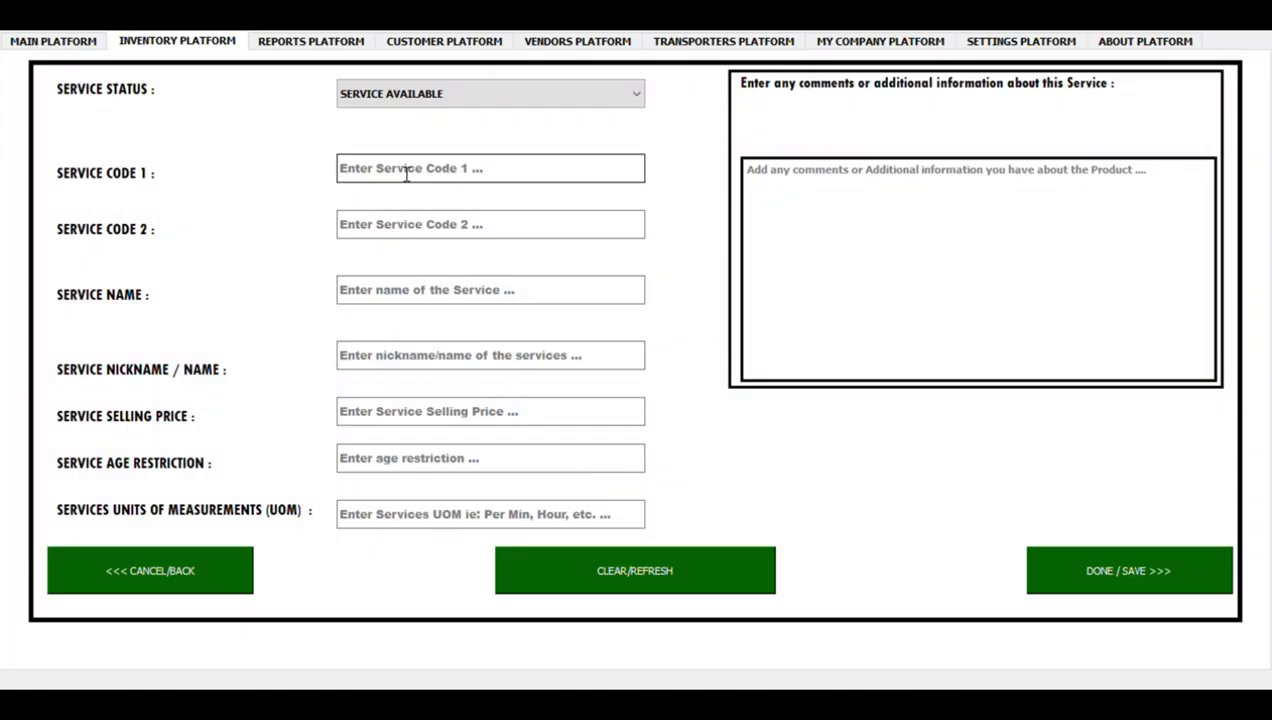 MAIN PLATFORM INVENTORY PLATFORM REPORTS PLATFORM CUSTOMER PLATFORM VENDORS PLATFORM TRANSPORTERS PLATFORM MY COMPANY PLATFORM SETTINGS PLATFORM ABOUT PLATFORM
SERVICE STATUS :
SERVICE AVAILABLE
SERVICE CODE 1 :
Enter Service Code 1 ...
SERVICE CODE 2 :
Enter Service Code 2 ...
SERVICE NAME :
Enter name of the Service ...
SERVICE NICKNAME / NAME :
Enter nickname/name of the services ...
SERVICE SELLING PRICE :
Enter Service Selling Price ...
SERVICE AGE RESTRICTION :
Enter age restriction ...
SERVICES UNITS OF MEASUREMENTS (UOM) :
Enter Services UOM ie: Per Min, Hour, etc. ...
Enter any comments or additional information about this Service :
Add any comments or Additional information you have about the Product ....
<<< CANCEL/BACK
CLEAR/REFRESH
DONE / SAVE >>>